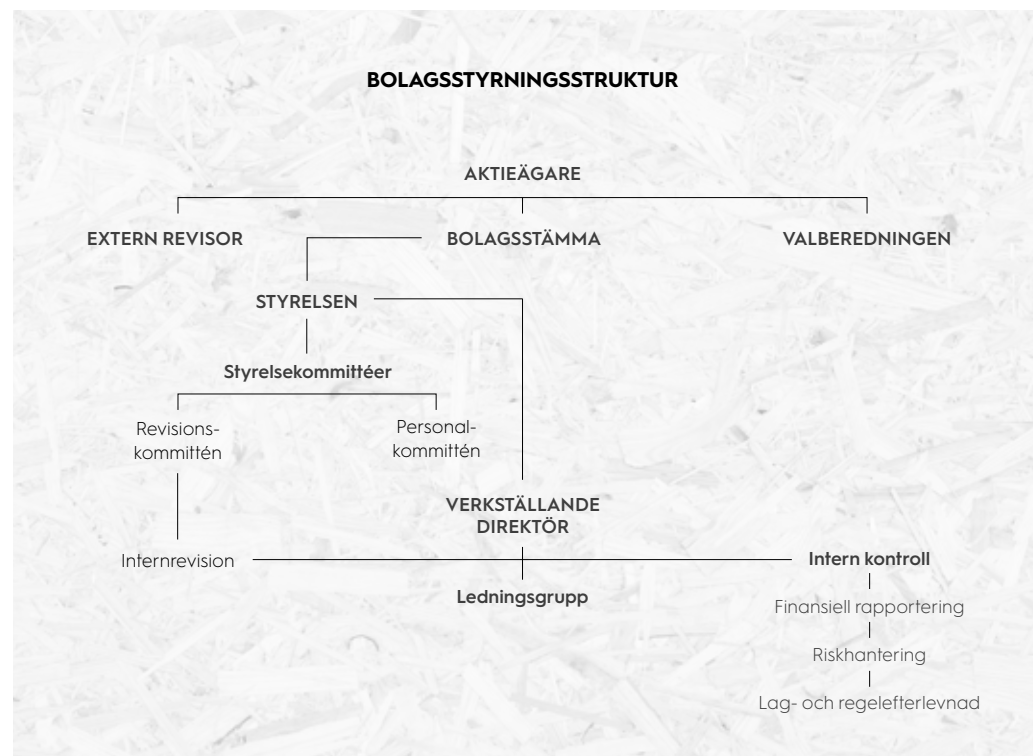 BOLAGSSTYRNINGSSTRUKTUR
AKTIEÄGARE
EXTERN REVISOR
BOLAGSSTÄMMA
VALBEREDNINGEN
STYRELSEN
Styrelsekommittéer
Revisions-
kommittén
Personal-
kommittén
VERKSTÄLLANDE
DIREKTÖR
Internrevision
Intern kontroll
Ledningsgrupp
Finansiell rapportering
Riskhantering
Lag- och regelefterlevnad